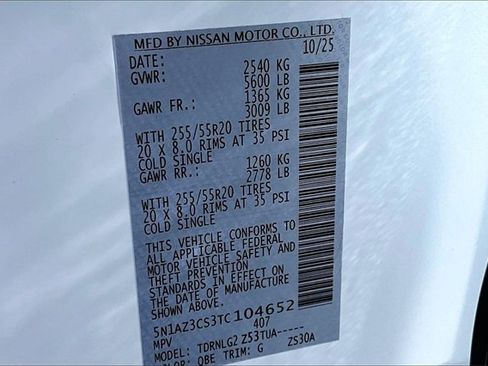 MFD BY NISSAN MOTOR CO., LTD.
DATE: 10/25
GVWR: 2540 KG
5600 LB
GAWR FR.: 1365 KG
3009 LB
WITH 255/55R20 TIRES
20 X 8.0 RIMS AT 35 PSI
COLD SINGLE
GAWR RR.: 1260 KG
2778 LB
WITH 255/55R20 TIRES
20 X 8.0 RIMS AT 35 PSI
COLD SINGLE
THIS VEHICLE CONFORMS TO
ALL APPLICABLE FEDERAL
MOTOR VEHICLE SAFETY AND
THEFT PREVENTION
STANDARDS IN EFFECT ON
THE DATE OF MANUFACTURE
SHOWN ABOVE
5N1AZ3CS3TC104652
MPV 407
MODEL: TDRNLG2 Z53TUA-----
COLOR: QBE TRIM: G ZS30A